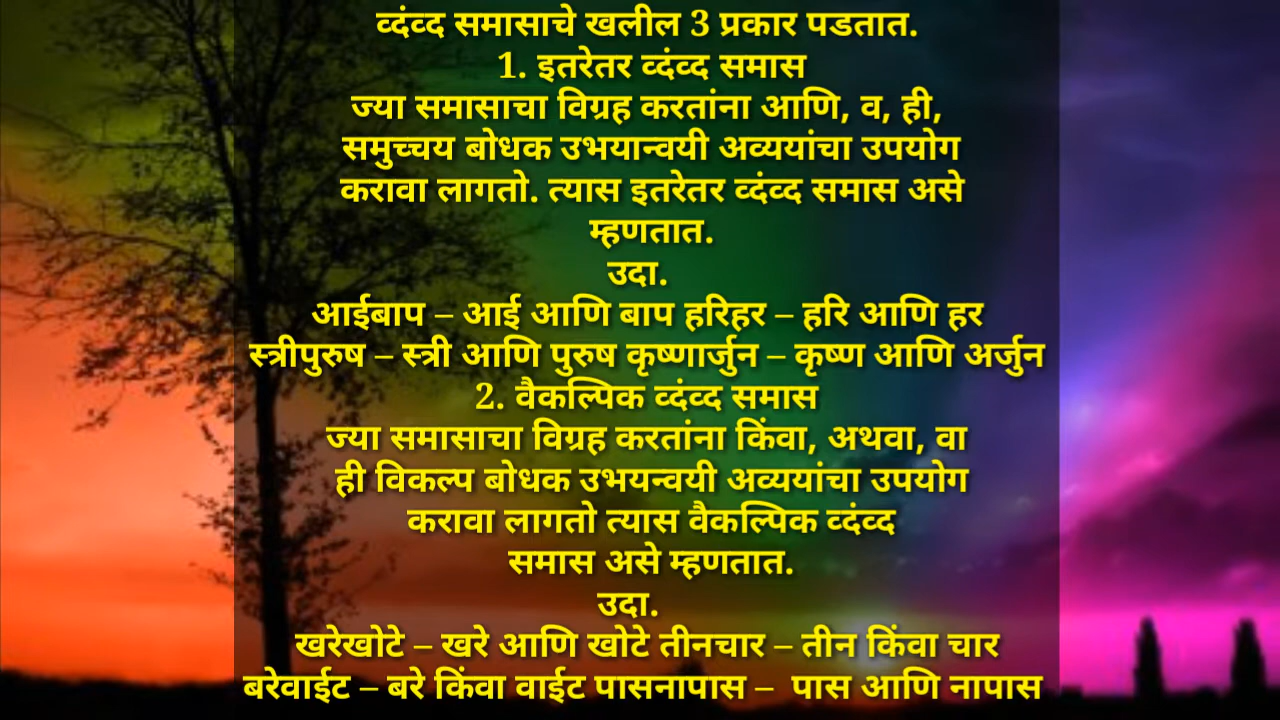 व्दंव्द समासाचे खलील 3 प्रकार पडतात.
1. इतरेतर व्दंव्द समास
ज्या समासाचा विग्रह करतांना आणि, व, ही,
समुच्चय बोधक उभयान्वयी अव्ययांचा उपयोग
करावा लागतो. त्यास इतरेतर व्दंव्द समास असे
म्हणतात.
उदा.
आईबाप – आई आणि बाप हरिहर – हरि आणि हर
स्त्रीपुरुष – स्त्री आणि पुरुष कृष्णार्जुन – कृष्ण आणि अर्जुन
2. वैकल्पिक व्दंव्द समास
ज्या समासाचा विग्रह करतांना किंवा, अथवा, वा
ही विकल्प बोधक उभयन्वयी अव्ययांचा उपयोग
करावा लागतो त्यास वैकल्पिक व्दंव्द
समास असे म्हणतात.
उदा.
खरेखोटे – खरे आणि खोटे तीनचार – तीन किंवा चार
बरेवाईट – बरे किंवा वाईट पासनापास – पास आणि नापास